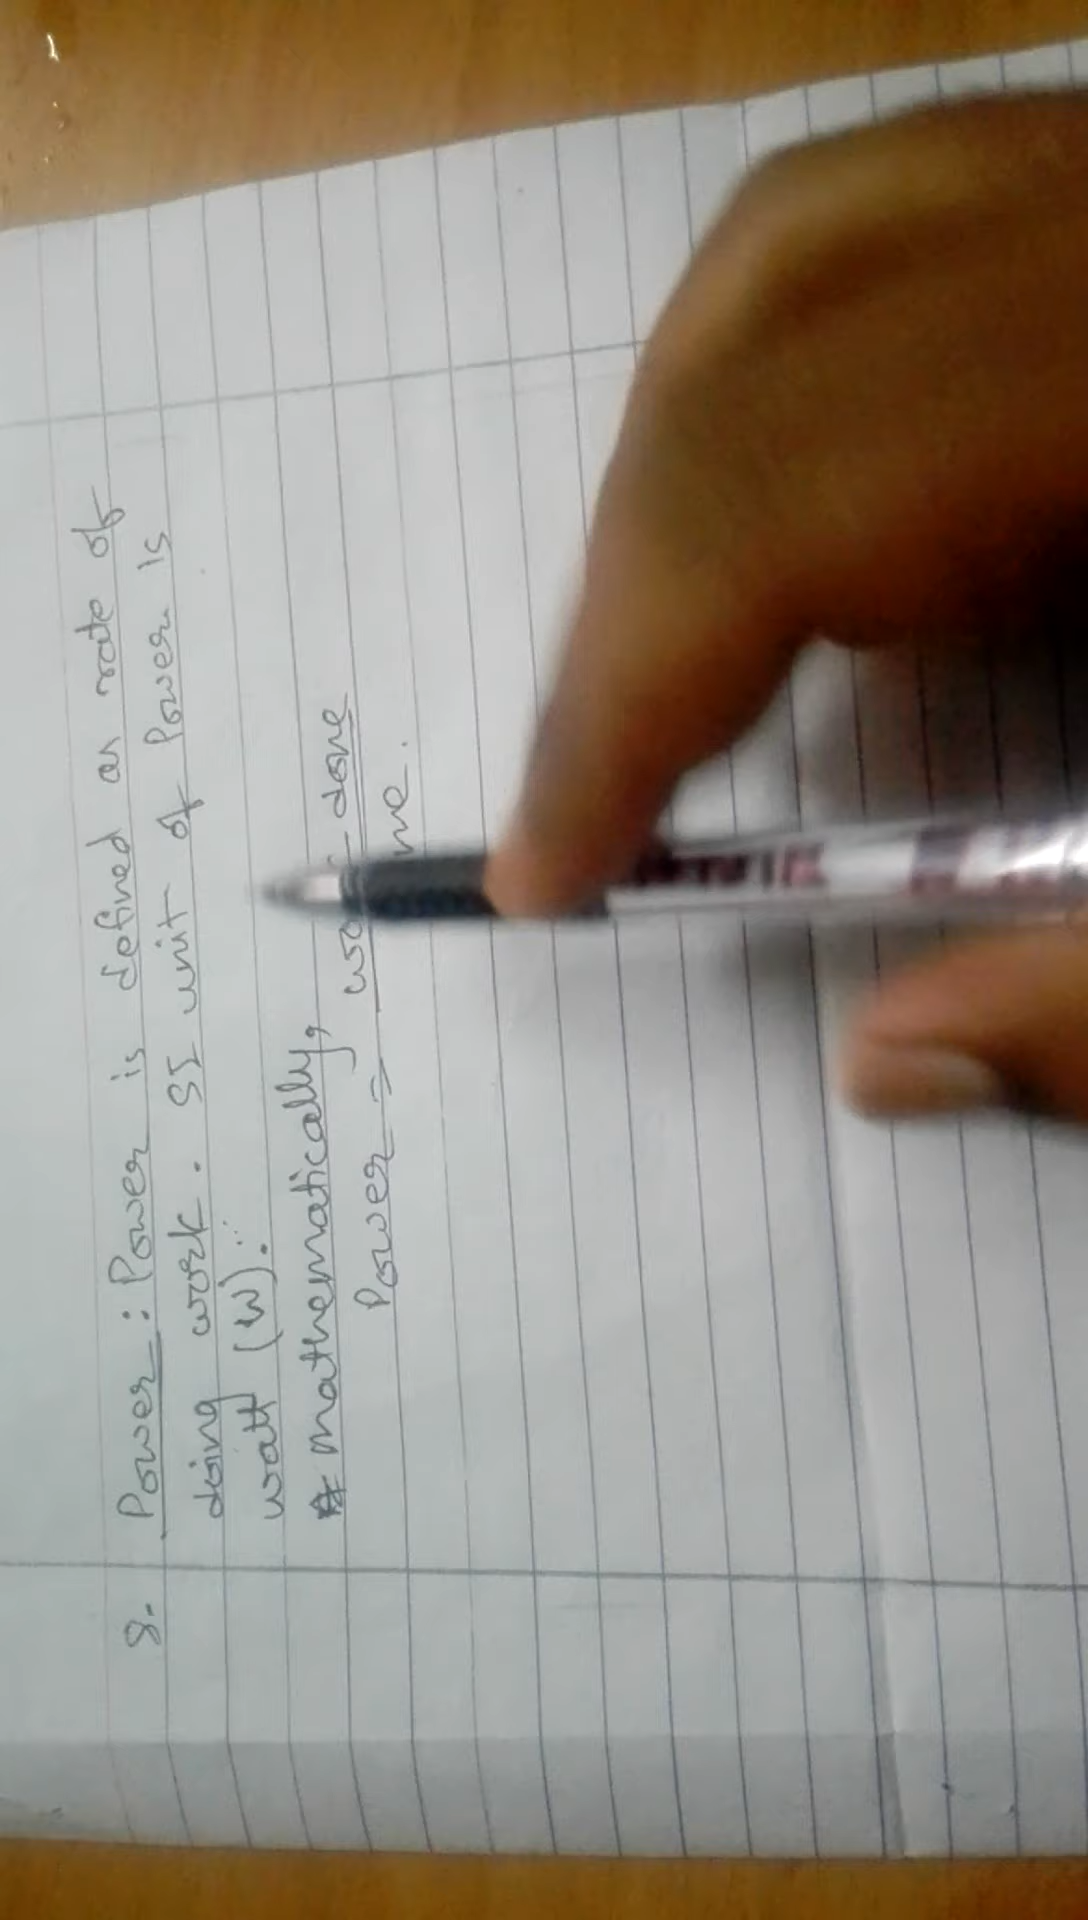 8. Power : Power is defined as rate of
doing work. SI unit of Power is
watt (W).
* Mathematically,
Power = done